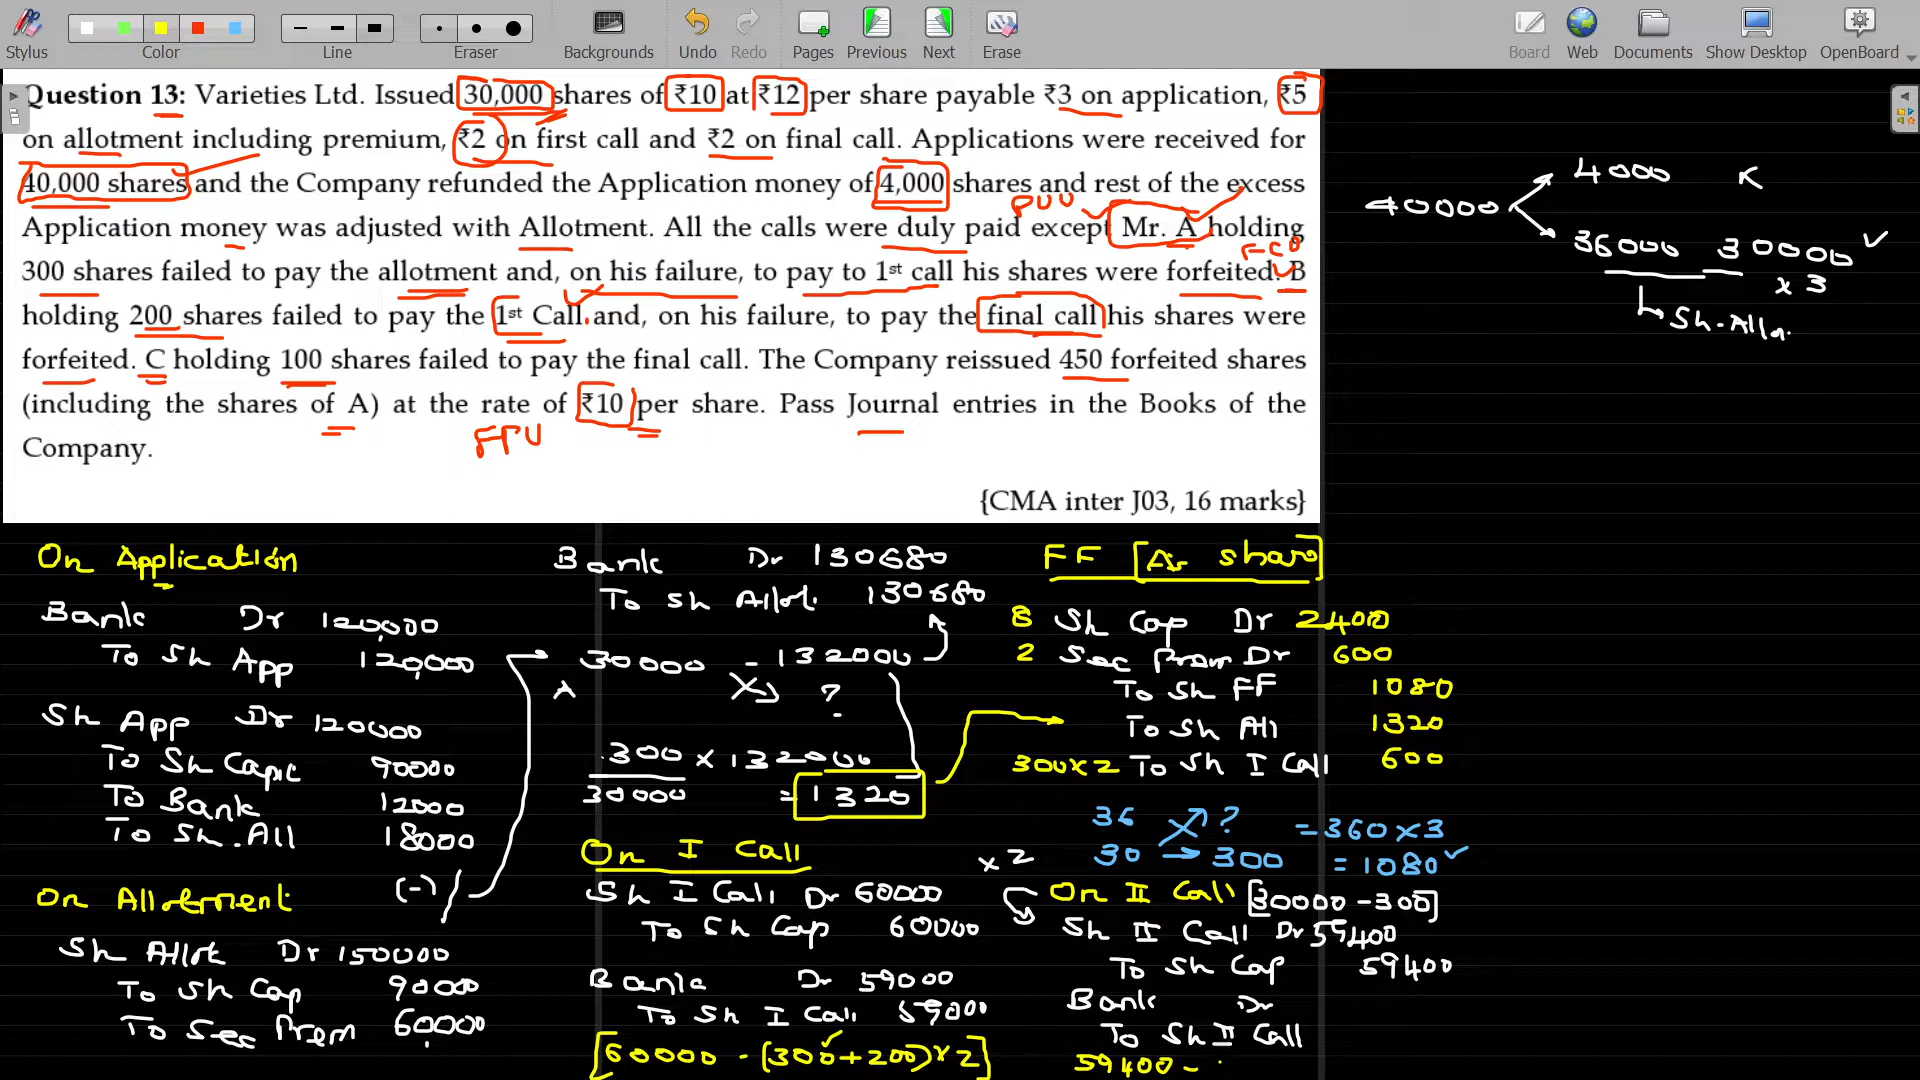 Stylus
Color
Line
Eraser
Backgrounds
Undo
Redo
Pages
Previous
Next
Erase
Board
Web
Documents
Show Desktop
OpenBoard
Question 13: Varieties Ltd. Issued 30,000 shares of ₹10 at ₹12 per share payable ₹3 on application, ₹5
on allotment including premium, ₹2 on first call and ₹2 on final call. Applications were received for
40,000 shares and the Company refunded the Application money of 4,000 shares and rest of the excess
Application money was adjusted with Allotment. All the calls were duly paid except Mr. A holding
300 shares failed to pay the allotment and, on his failure, to pay to 1st call his shares were forfeited. B
holding 200 shares failed to pay the 1st Call and, on his failure, to pay the final call his shares were
forfeited. C holding 100 shares failed to pay the final call. The Company reissued 450 forfeited shares
(including the shares of A) at the rate of ₹10 per share. Pass Journal entries in the Books of the
Company.
{CMA inter J03, 16 marks}
40000
4000 x
36000 30000 ✓
x 3
Sh. Allo
On Application
Bank Dr 120,000
To Sh App 120,000
Sh App Dr 120000
To Sh Capit 90000
To Bank 12000
To Sh. All 18000
(-)
On Allotement
Sh Allot Dr 150000
To Sh Cap 90000
To Sec Prem 60000
Bank Dr 130680
To Sh Allot. 130680
30000 - 132000
A ?
300 x 132000
30000 = 1320
On I Call
Sh I Call Dr 60000
To Sh Cap 60000
Bank Dr 59000
To Sh I Call 59000
[60000 - (300+200) x 2]
FF [A's share]
8 Sh Cap Dr 2400
2 Sec Prem Dr 600
To Sh FF 1080
To Sh All 1320
300x2 To Sh I Call 600
36 ? = 360 x 3
30 → 300 = 1080 ✓
x 2
On II Call [30000 - 300]
Sh II Call Dr 59400
To Sh Cap 59400
Bank Dr
To Sh II Call
59400 -